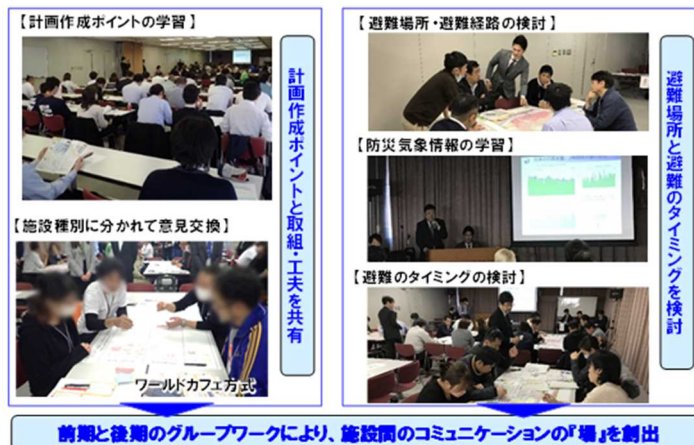 【計画作成ポイントの学習】
計画作成ポイントと取組・工夫を共有
【施設種別に分かれて意見交換】
ワールドカフェ方式
【避難場所・避難経路の検討】
【防災気象情報の学習】
【避難のタイミングの検討】
避難場所と避難のタイミングを検討
前期と後期のグループワークにより、施設間のコミュニケーションの『場』を創出